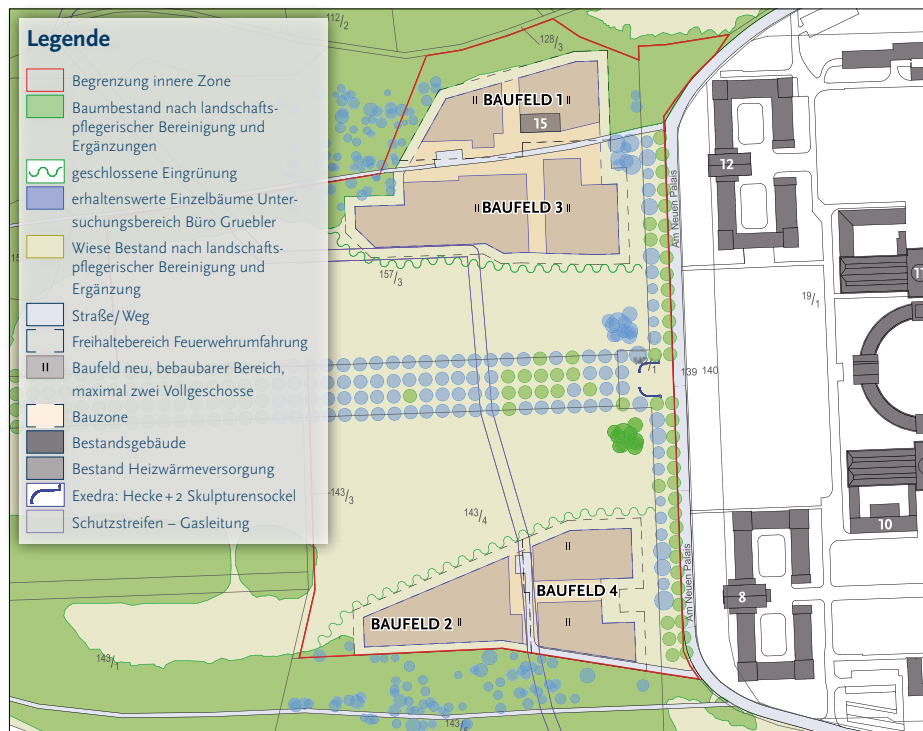 Legende
Begrenzung innere Zone
Baumbestand nach landschafts-
pflegerischer Bereinigung und
Ergänzungen
geschlossene Eingrünung
erhaltenswerte Einzelbäume Unter-
suchungsbereich Büro Gruebler
Wiese Bestand nach landschafts-
pflegerischer Bereinigung und
Ergänzung
Straße/Weg
Freihaltebereich Feuerwehrumfahrung
II Baufeld neu, bebaubarer Bereich,
maximal zwei Vollgeschosse
Bauzone
Bestandsgebäude
Bestand Heizwärmeversorgung
Exedra: Hecke + 2 Skulpturensockel
Schutzstreifen – Gasleitung
112/2
128/3
II BAUFELD 1 II
15
12
II BAUFELD 3 II
Am Neuen Palais
157/3
11
19/1
139 140
143/3
143/4
10
II
BAUFELD 4
8
BAUFELD 2 II
II
Am Neuen Palais
143/1